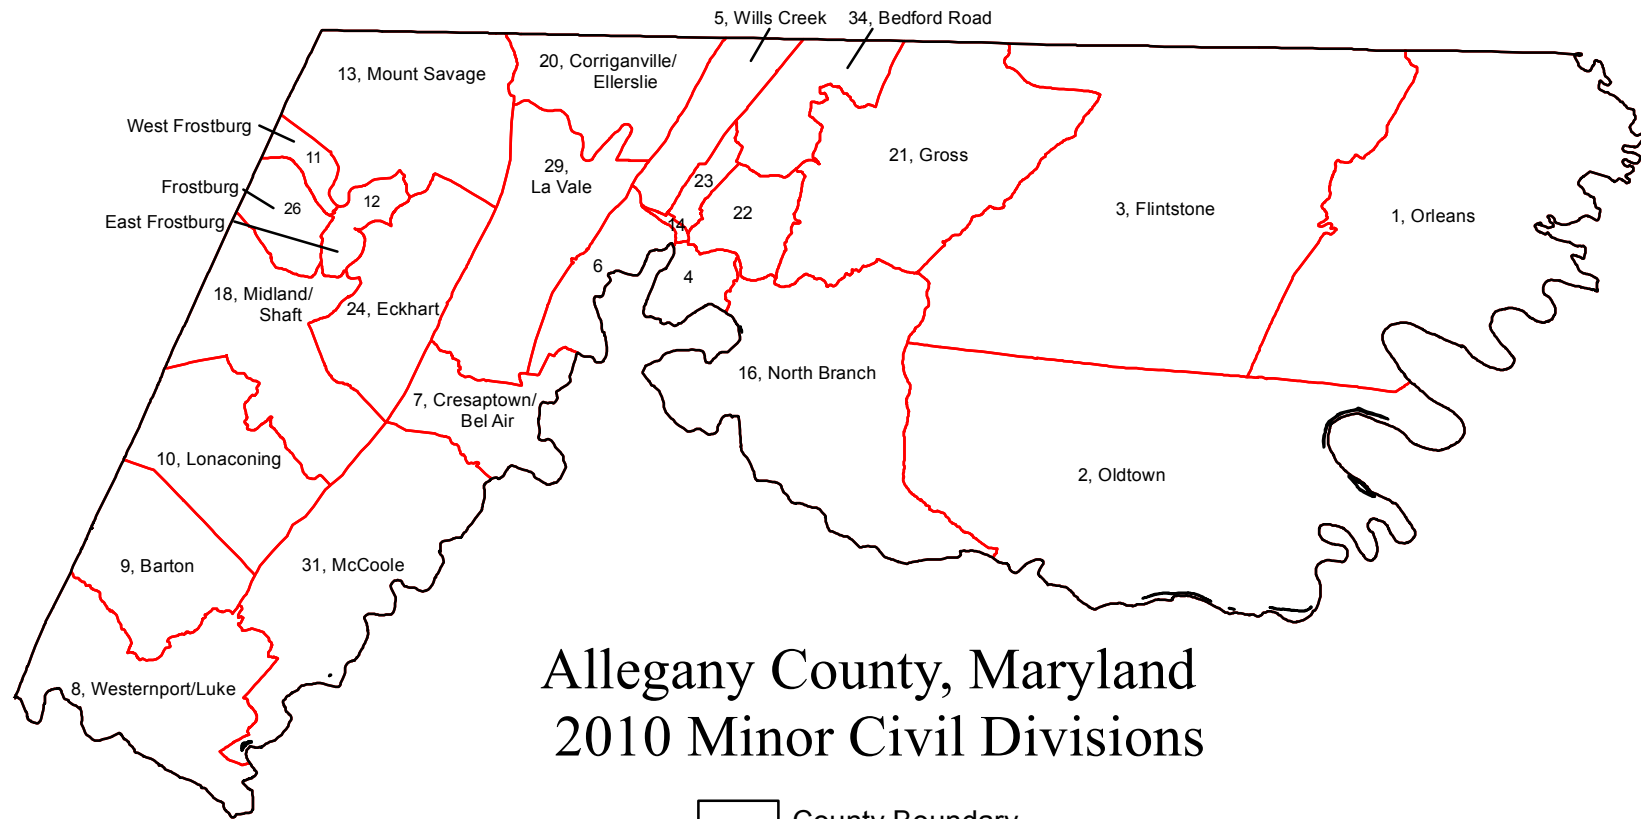 5, Wills Creek
34, Bedford Road
20, Corriganville/
Ellerslie
13, Mount Savage
West Frostburg
11
29,
La Vale
21, Gross
23
Frostburg
26
12
East Frostburg
22
14
3, Flintstone
1, Orleans
6
4
18, Midland/
Shaft
24, Eckhart
16, North Branch
7, Cresaptown/
Bel Air
10, Lonaconing
2, Oldtown
9, Barton
31, McCoole
8, Westernport/Luke
Allegany County, Maryland
2010 Minor Civil Divisions
County Boundary